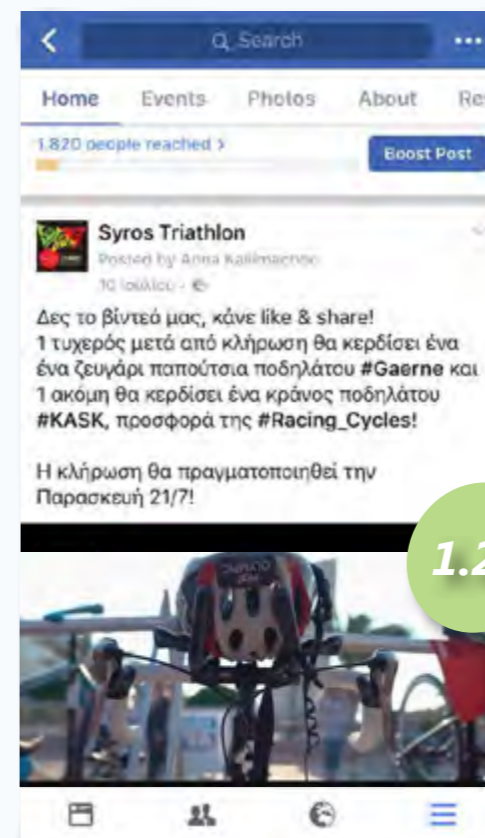 Search
Home Events Photos About Re
1.820 people reached >
Boost Post
Syros Triathlon
Posted by Anna
10 Ιουλίου
Δες το βίντεό μας, κάνε like & share!
1 τυχερός μετά από κλήρωση θα κερδίσει ένα
ένα ζευγάρι παπούτσια ποδηλάτου #Gaerne και
1 ακόμη θα κερδίσει ένα κράνος ποδηλάτου
#KASK, προσφορά της #Racing_Cycles!
Η κλήρωση θα πραγματοποιηθεί την
Παρασκευή 21/7!
1.2